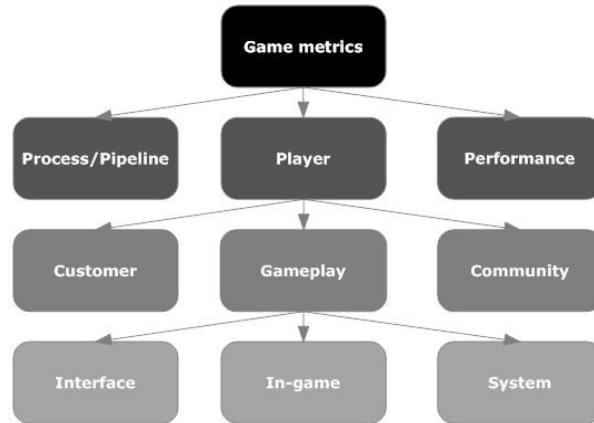 Game metrics
Process/Pipeline
Player
Performance
Customer
Gameplay
Community
Interface
In-game
System